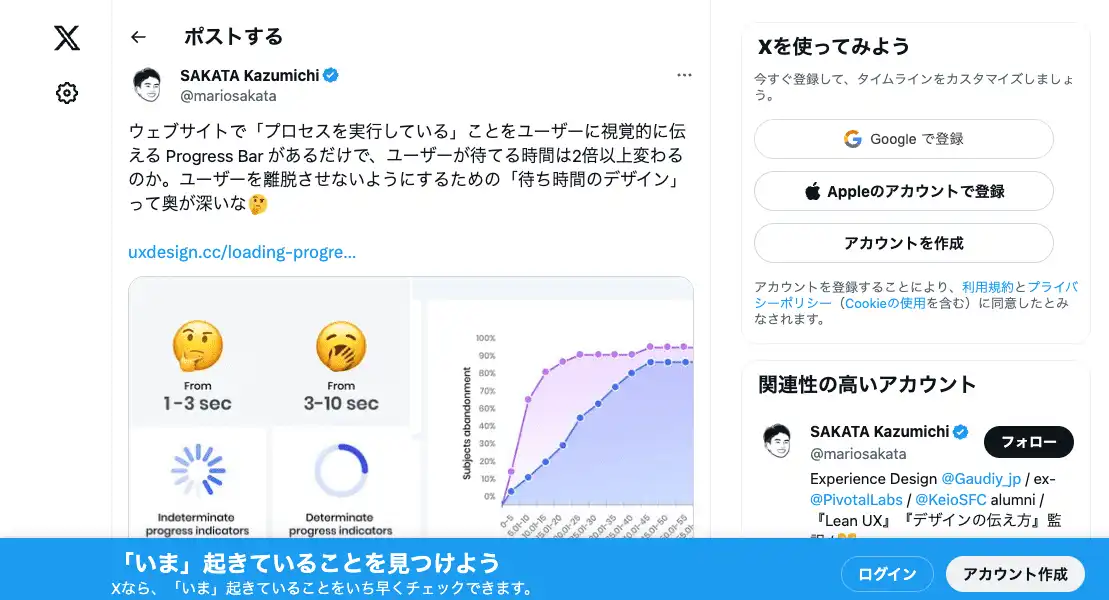 ポストする
SAKATA Kazumichi
@mariosakata
ウェブサイトで「プロセスを実行している」ことをユーザーに視覚的に伝
える Progress Bar があるだけで、ユーザーが待てる時間は2倍以上変わる
のか。ユーザーを離脱させないようにするための「待ち時間のデザイン」
って奥が深いな🤔
uxdesign.cc/loading-progre…
From
1-3 sec
From
3-10 sec
Indeterminate
progress indicators
Determinate
progress indicators
Subjects abandonment
100%
90%
80%
70%
60%
50%
40%
30%
20%
10%
0%
0-5
5.01-10
10.01-15
15.01-20
20.01-25
25.01-30
30.01-35
35.01-40
40.01-45
45.01-50
50.01-55
Xを使ってみよう
今すぐ登録して、タイムラインをカスタマイズしましょ
う。
Google で登録
Appleのアカウントで登録
アカウントを作成
アカウントを登録することにより、利用規約とプライバ
シーポリシー（Cookieの使用を含む）に同意したとみ
なされます。
関連性の高いアカウント
SAKATA Kazumichi
@mariosakata
フォロー
Experience Design @Gaudiy_jp / ex-
@PivotalLabs / @KeioSFC alumni /
『Lean UX』『デザインの伝え方』監
「いま」起きていることを見つけよう
Xなら、「いま」起きていることをいち早くチェックできます。
ログイン
アカウント作成